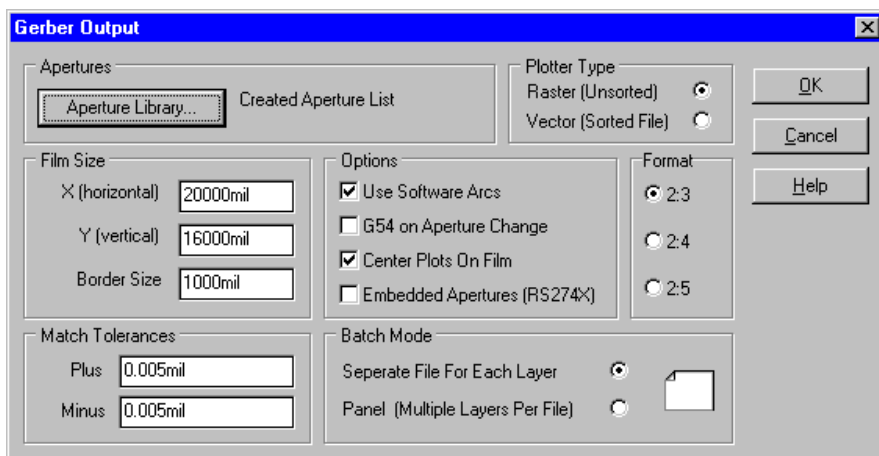 Gerber Output
Apertures
Aperture Library...
Created Aperture List
Plotter Type
Raster (Unsorted)
Vector (Sorted File)
OK
Cancel
Help
Film Size
X (horizontal) 20000mil
Y (vertical) 16000mil
Border Size 1000mil
Options
Use Software Arcs
G54 on Aperture Change
Center Plots On Film
Embedded Apertures (RS274X)
Format
2:3
2:4
2:5
Match Tolerances
Plus 0.005mil
Minus 0.005mil
Batch Mode
Seperate File For Each Layer
Panel (Multiple Layers Per File)